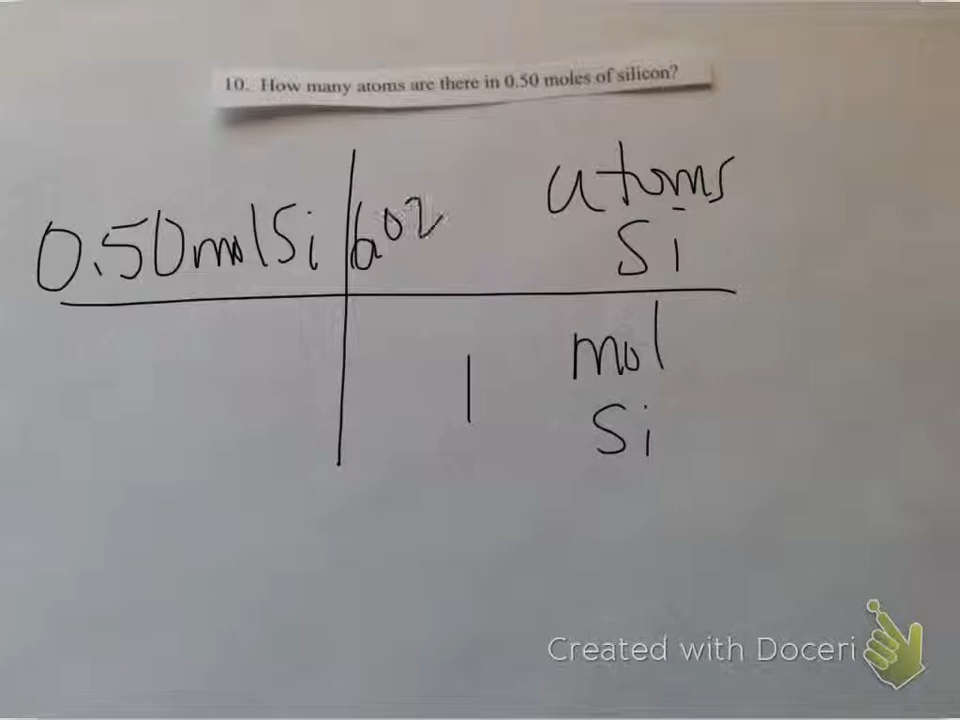 10. How many atoms are there in 0.50 moles of silicon?
0.50 mol Si 602 atoms
Si
1 mol
Si
Created with Doceri